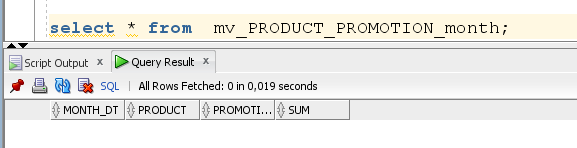 select * from mv_PRODUCT_PROMOTION_month;
Script Output x Query Result x
SQL | All Rows Fetched: 0 in 0,019 seconds
MONTH_DT PRODUCT PROMOTI... SUM